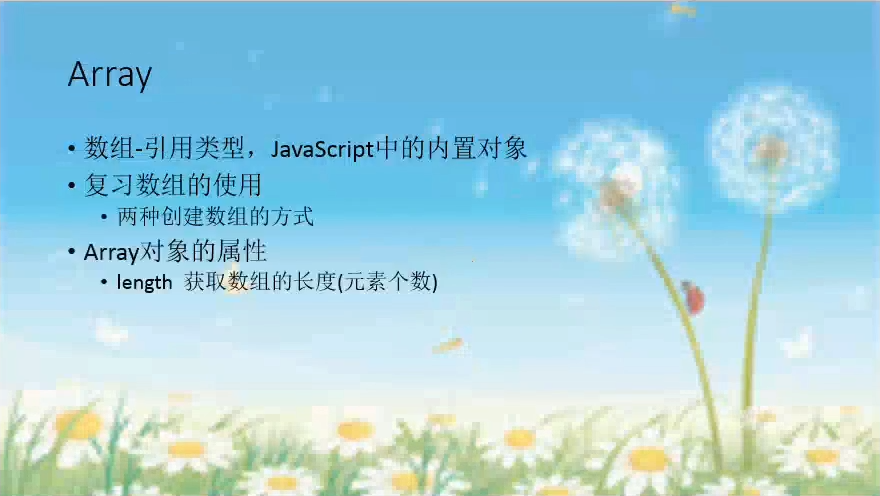 Array
• 数组-引用类型，JavaScript中的内置对象
• 复习数组的使用
• 两种创建数组的方式
• Array对象的属性
• length 获取数组的长度(元素个数)